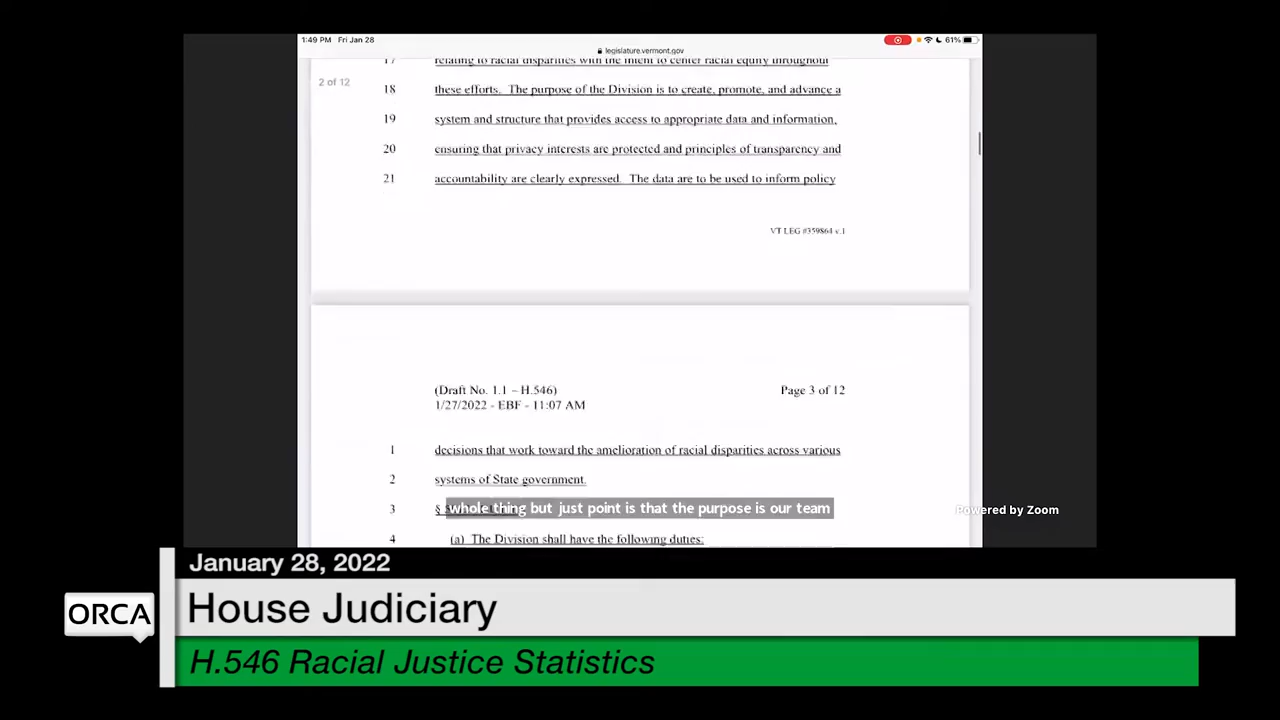 1:49 PM Fri Jan 28
61%
legislature.vermont.gov
17 relating to racial disparities with the intent to center racial equity throughout
2 of 12
18 these efforts. The purpose of the Division is to create, promote, and advance a
19 system and structure that provides access to appropriate data and information,
20 ensuring that privacy interests are protected and principles of transparency and
21 accountability are clearly expressed. The data are to be used to inform policy
VT LEG #359864 v.1
(Draft No. 1.1 – H.546) Page 3 of 12
1/27/2022 - EBF - 11:07 AM
1 decisions that work toward the amelioration of racial disparities across various
2 systems of State government.
3 §
whole thing but just point is that the purpose is our team
Powered by Zoom
4 (a) The Division shall have the following duties:
January 28, 2022
ORCA
House Judiciary
H.546 Racial Justice Statistics